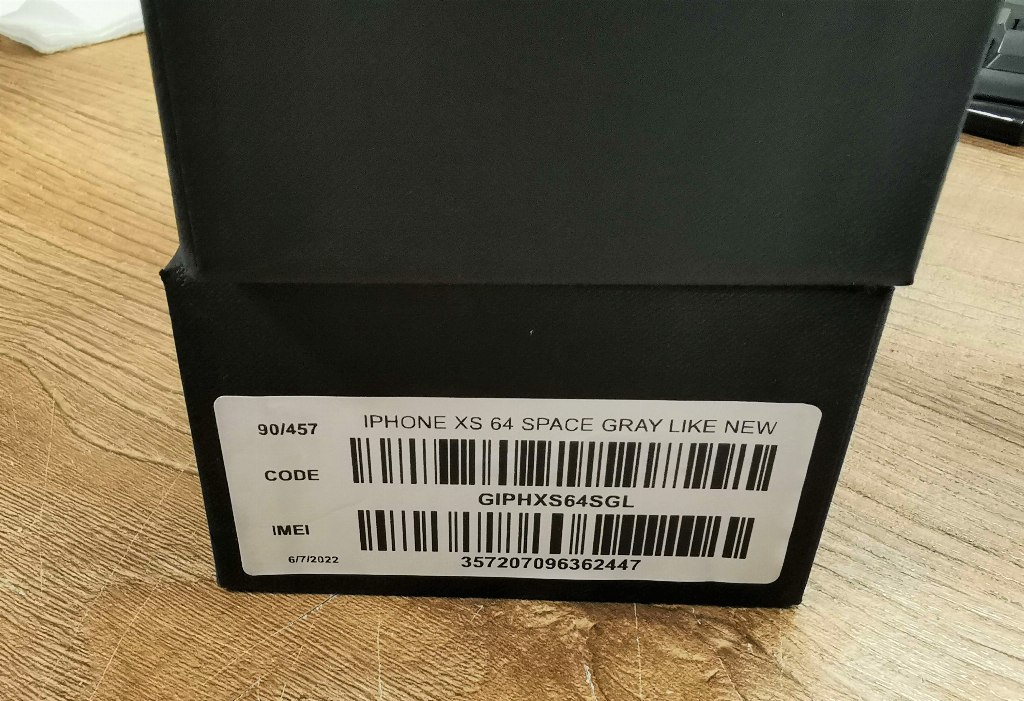 IPHONE XS 64 SPACE GRAY LIKE NEW
90/457
CODE
GIPHXS64SGL
IMEI
6/7/2022
357207096362447